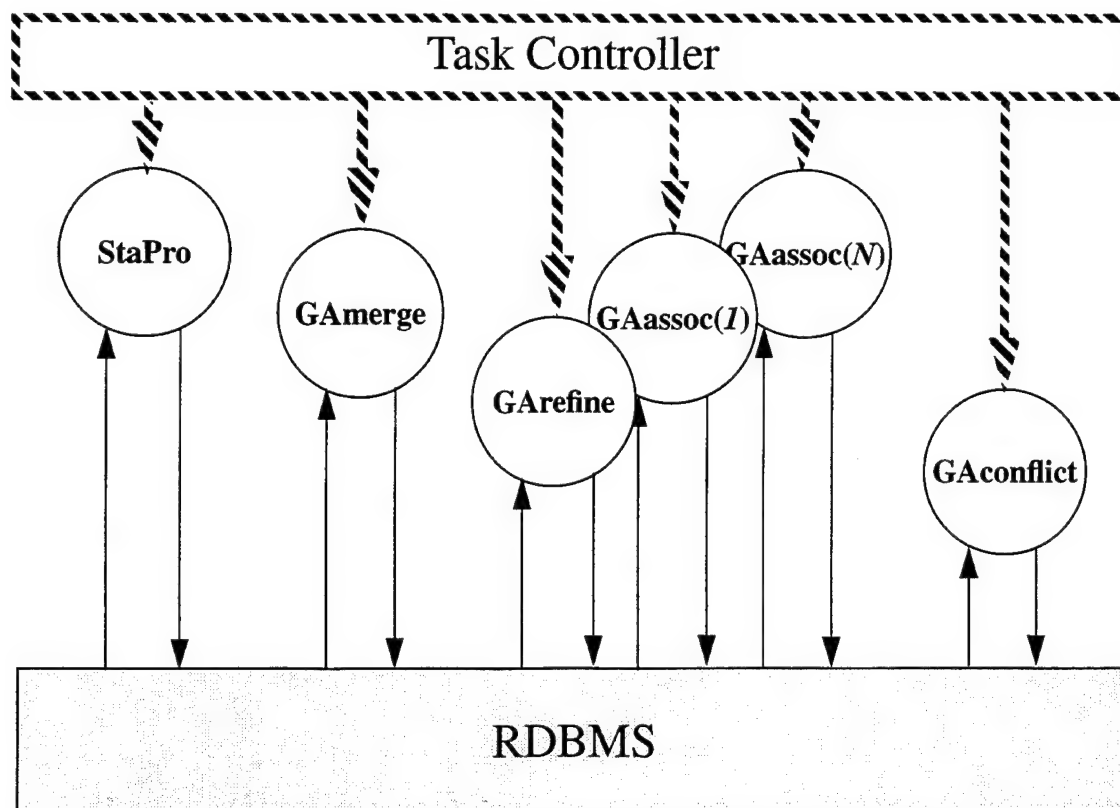 Task Controller
StaPro
GAmerge
GArefine
GAassoc(1)
GAassoc(N)
GAconflict
RDBMS